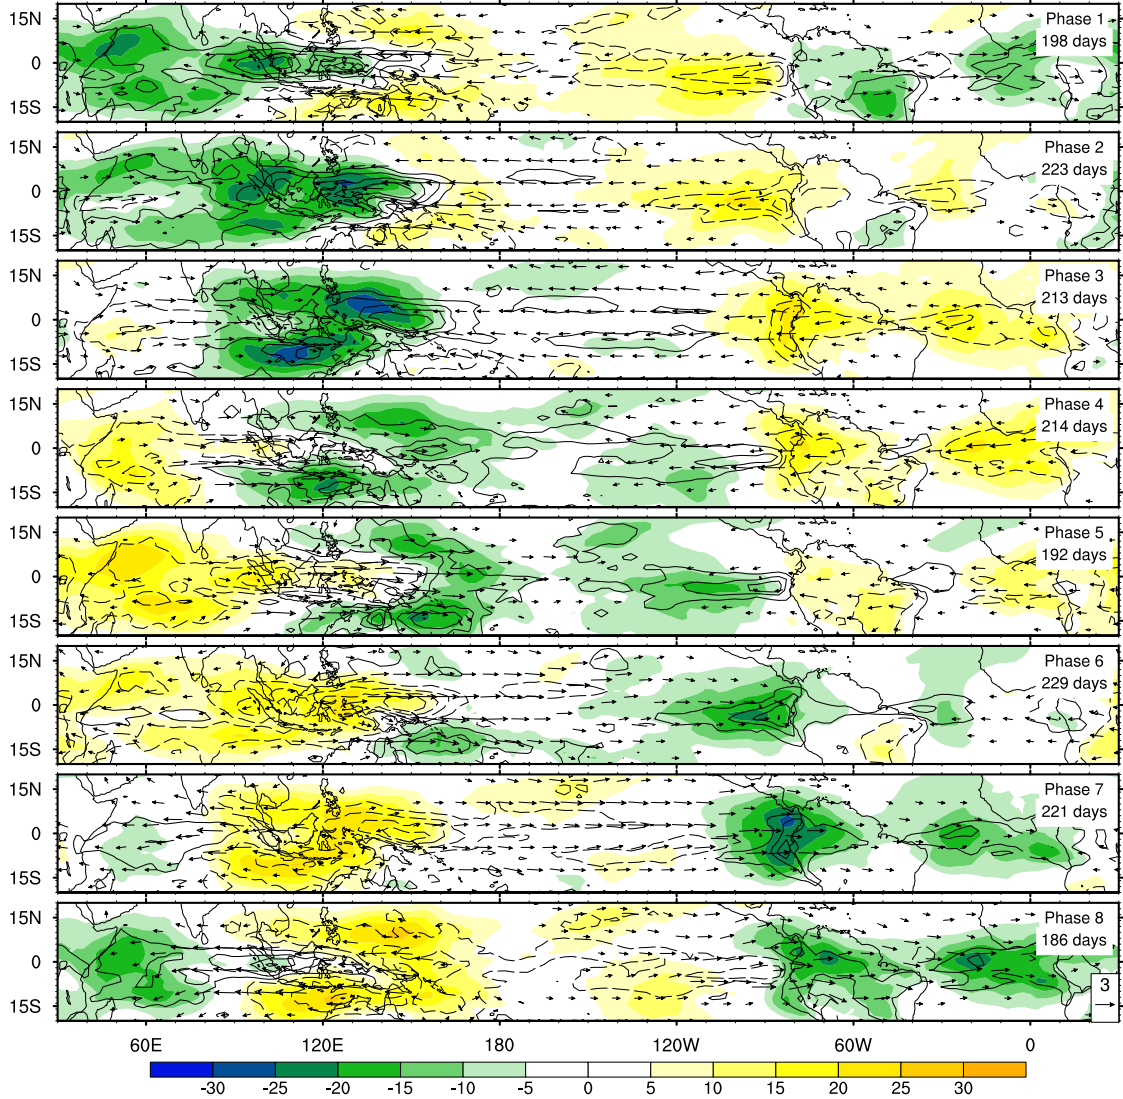 15N
0
15S
Phase 1
198 days
15N
0
15S
Phase 2
223 days
15N
0
15S
Phase 3
213 days
15N
0
15S
Phase 4
214 days
15N
0
15S
Phase 5
192 days
15N
0
15S
Phase 6
229 days
15N
0
15S
Phase 7
221 days
15N
0
15S
Phase 8
186 days
3
60E 120E 180 120W 60W 0
-30 -25 -20 -15 -10 -5 0 5 10 15 20 25 30